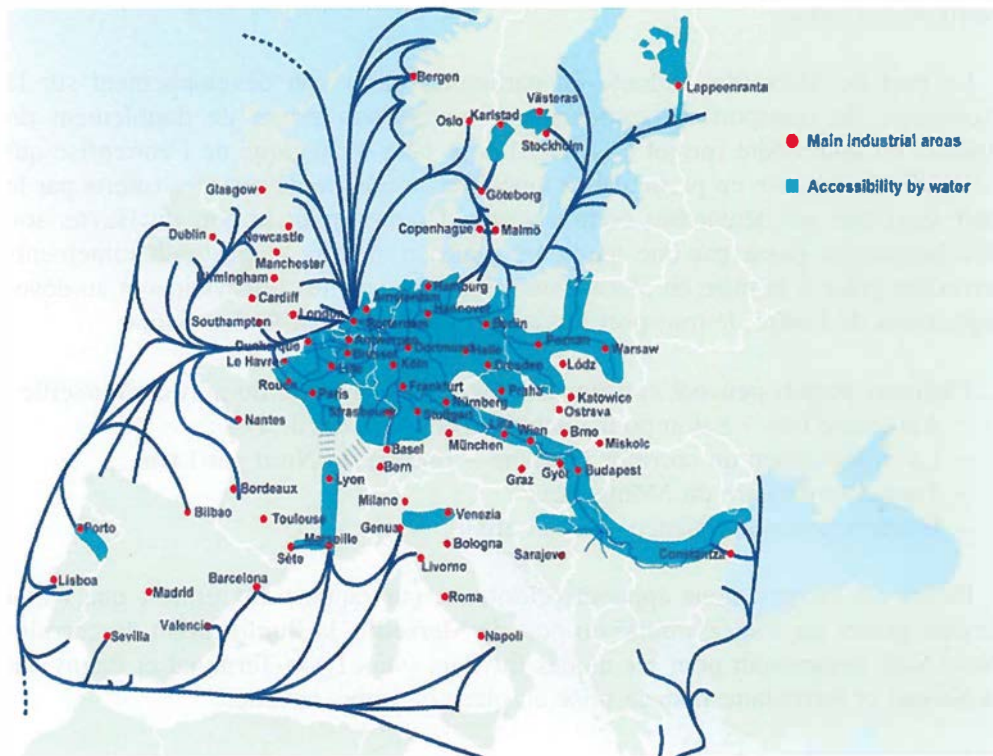 Bergen
Lappeenranta
Västeras
Karlstad
Oslo
Stockholm
Main industrial areas
Accessibility by water
Glasgow
Göteborg
Dublin
Newcastle
Copenhague
Malmö
Manchester
Birmingham
Hamburg
Cardiff
Amsterdam
Hannover
London
Southampton
Rotterdam
Berlin
Dunkerque
Antwerpen
Poznan
Brussel
Dortmund
Halle
Warsaw
Le Havre
Lille
Köln
Dresden
Lódz
Rouen
Paris
Frankfurt
Praha
Nürnberg
Katowice
Strasbourg
Stuttgart
Ostrava
Nantes
Linz
Wien
Brno
München
Miskolc
Basel
Bern
Graz
Györ
Budapest
Lyon
Bordeaux
Milano
Bilbao
Toulouse
Venezia
Porto
Genua
Marseille
Bologna
Sète
Sarajevo
Constantza
Livorno
Lisboa
Barcelona
Madrid
Roma
Valencia
Sevilla
Napoli